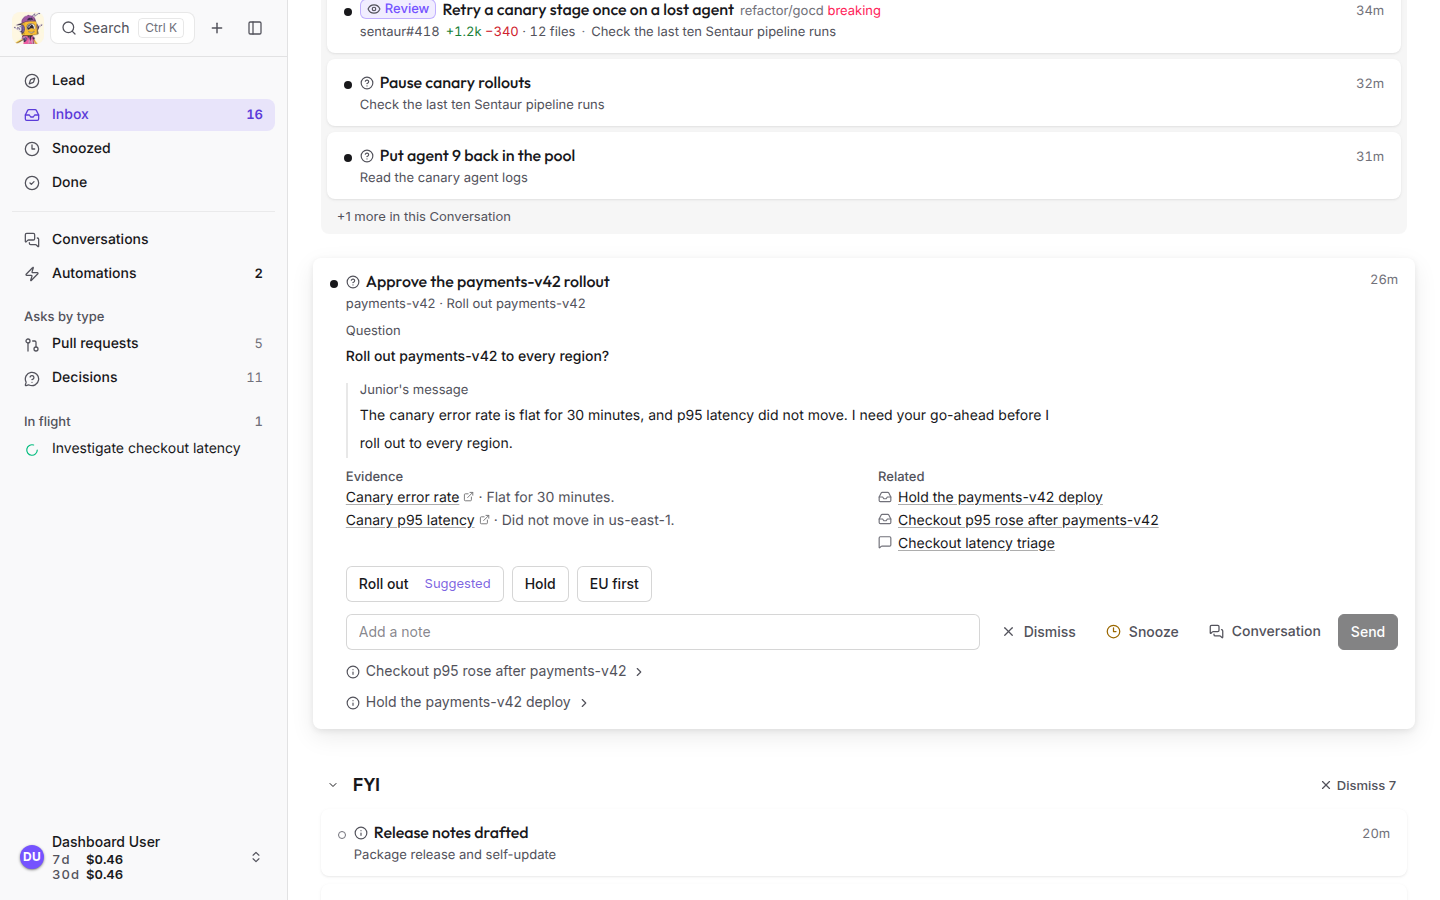 Search Ctrl K
Lead
Inbox 16
Snoozed
Done
Conversations
Automations 2
Asks by type
Pull requests 5
Decisions 11
In flight 1
Investigate checkout latency
DU
Dashboard User
7d $0.46
30d $0.46
Review Retry a canary stage once on a lost agent refactor/gocd breaking 34m
sentaur#418 +1.2k −340 · 12 files · Check the last ten Sentaur pipeline runs
Pause canary rollouts 32m
Check the last ten Sentaur pipeline runs
Put agent 9 back in the pool 31m
Read the canary agent logs
+1 more in this Conversation
Approve the payments-v42 rollout 26m
payments-v42 · Roll out payments-v42
Question
Roll out payments-v42 to every region?
Junior's message
The canary error rate is flat for 30 minutes, and p95 latency did not move. I need your go-ahead before I
roll out to every region.
Evidence
Canary error rate · Flat for 30 minutes.
Canary p95 latency · Did not move in us-east-1.
Related
Hold the payments-v42 deploy
Checkout p95 rose after payments-v42
Checkout latency triage
Roll out Suggested Hold EU first
Add a note Dismiss Snooze Conversation Send
Checkout p95 rose after payments-v42
Hold the payments-v42 deploy
FYI Dismiss 7
Release notes drafted 20m
Package release and self-update